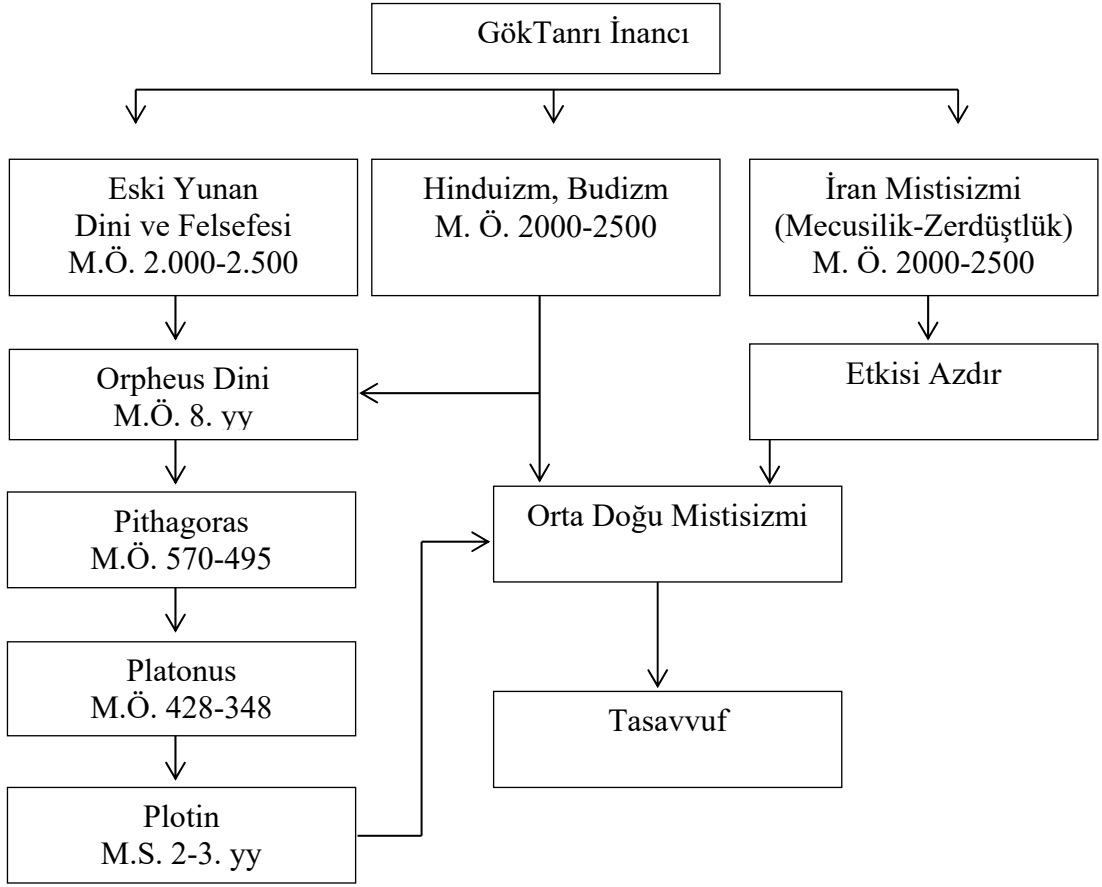 GökTanrı İnancı
Eski Yunan
Dini ve Felsefesi
M.Ö. 2.000-2.500
Hinduizm, Budizm
M. Ö. 2000-2500
İran Mistisizmi
(Mecusilik-Zerdüştlük)
M. Ö. 2000-2500
Orpheus Dini
M.Ö. 8. yy
Etkisi Azdır
Pithagoras
M.Ö. 570-495
Orta Doğu Mistisizmi
Platonus
M.Ö. 428-348
Tasavvuf
Plotin
M.S. 2-3. yy